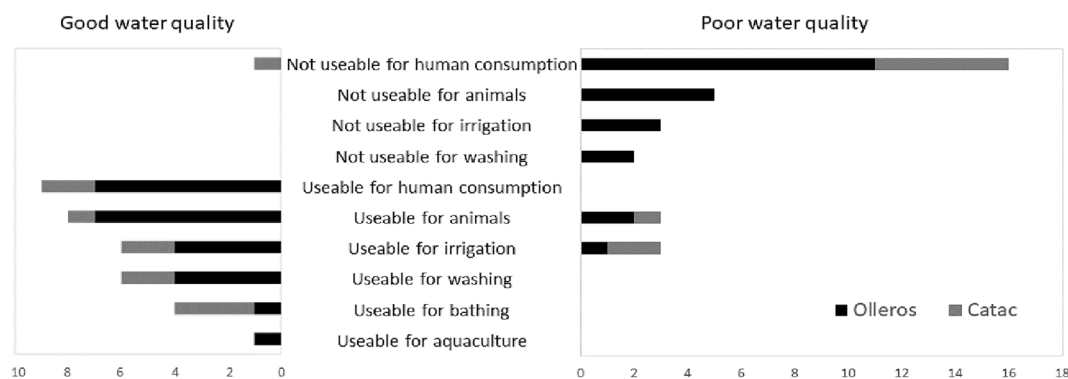 Good water quality
Poor water quality
Not useable for human consumption
Not useable for animals
Not useable for irrigation
Not useable for washing
Useable for human consumption
Useable for animals
Useable for irrigation
Useable for washing
Useable for bathing
Useable for aquaculture
Olleros
Catac
10 8 6 4 2 0
0 2 4 6 8 10 12 14 16 18